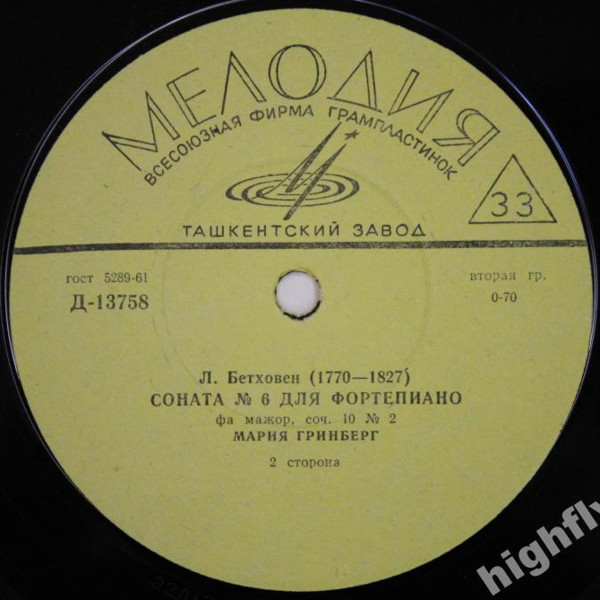 МЕЛОДИЯ
ВСЕСОЮЗНАЯ ФИРМА ГРАМПЛАСТИНОК
33
ТАШКЕНТСКИЙ ЗАВОД
гост 5289-61
вторая гр.
Д-13758
0-70
Л. Бетховен (1770—1827)
СОНАТА № 6 ДЛЯ ФОРТЕПИАНО
фа мажор, соч. 10 № 2
МАРИЯ ГРИНБЕРГ
2 сторона